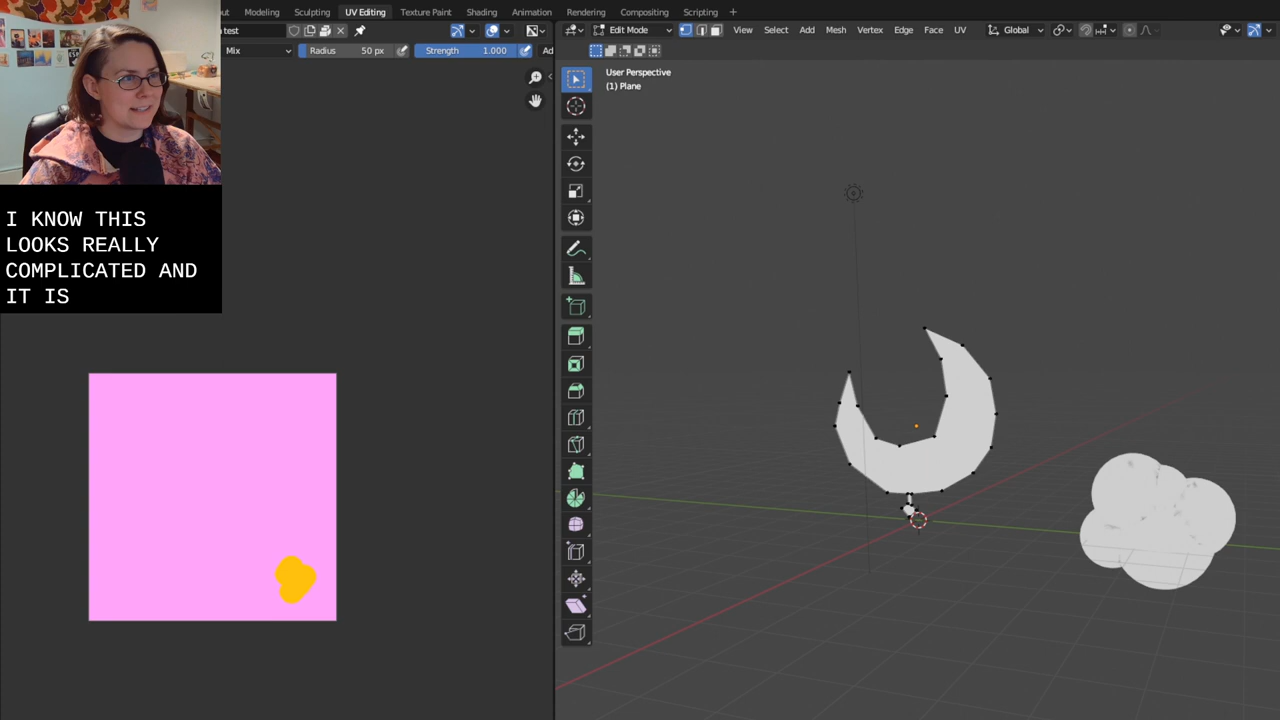 out Modeling Sculpting UV Editing Texture Paint Shading Animation Rendering Compositing Scripting +
test
Edit Mode View Select Add Mesh Vertex Edge Face UV Global
Mix Radius 50 px Strength 1.000 Ad
User Perspective
(1) Plane
I KNOW THIS
LOOKS REALLY
COMPLICATED AND
IT IS